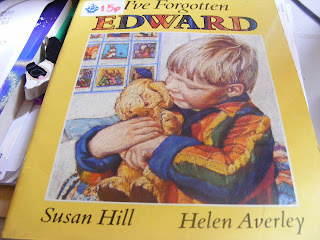 I've Forgotten
EDWARD
15p
Susan Hill
Helen Averley